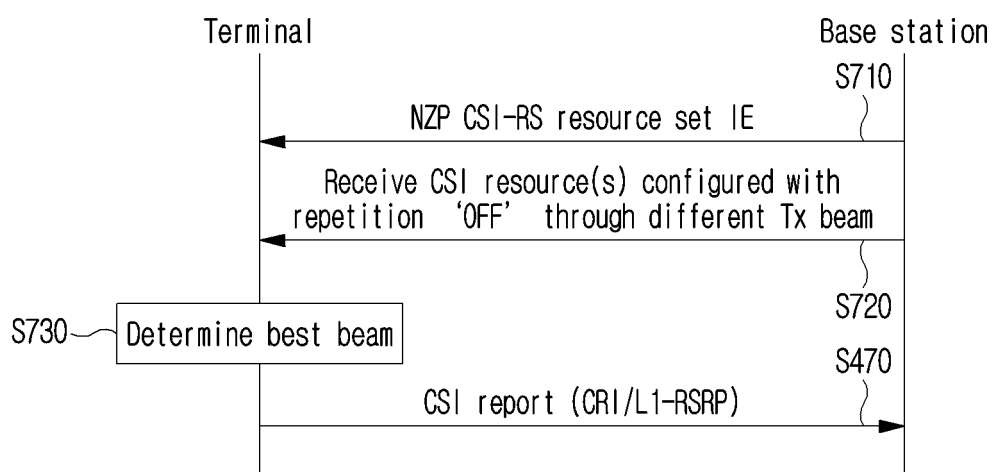 Terminal
Base station
S710
NZP CSI-RS resource set IE
Receive CSI resource(s) configured with
repetition ‘OFF’ through different Tx beam
S720
S730
Determine best beam
S470
CSI report (CRI/L1-RSRP)